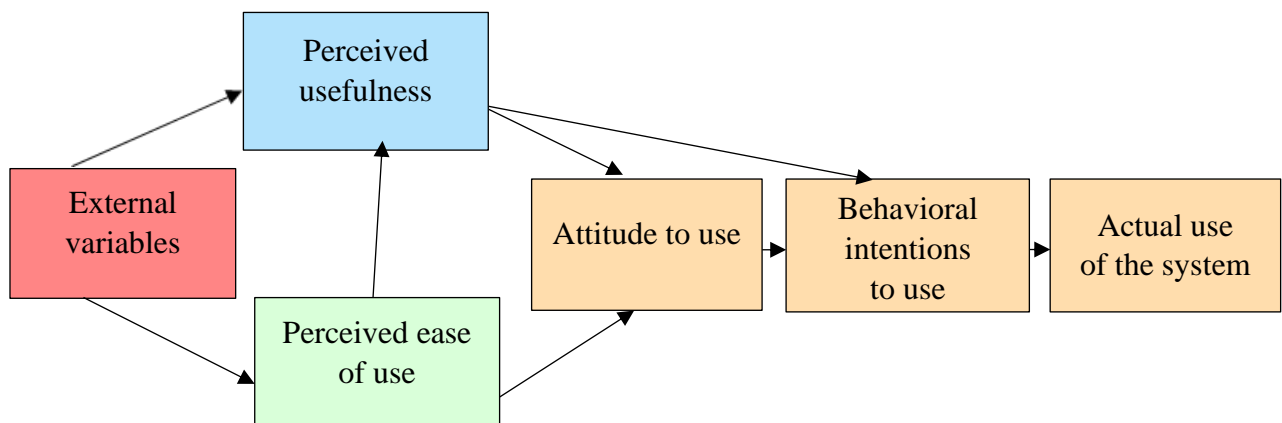 Perceived
usefulness
External
variables
Perceived ease
of use
Attitude to use
Behavioral
intentions
to use
Actual use
of the system